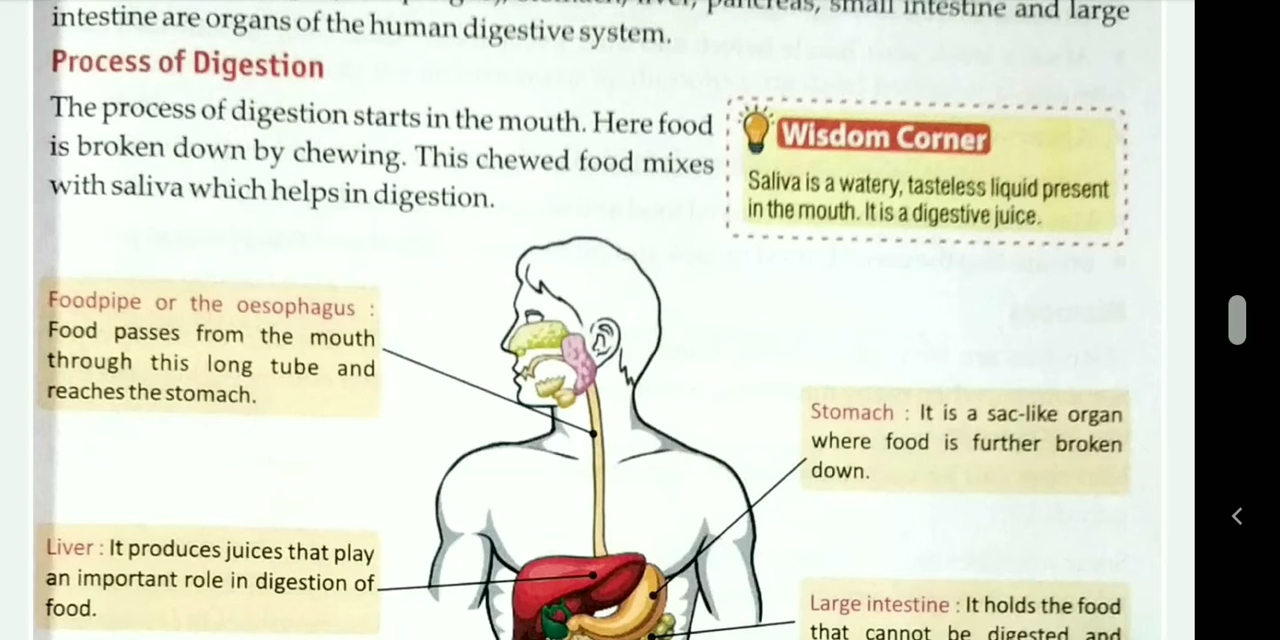 pancreas, small intestine and large
intestine are organs of the human digestive system.
Process of Digestion
The process of digestion starts in the mouth. Here food
is broken down by chewing. This chewed food mixes
with saliva which helps in digestion.
Wisdom Corner
Saliva is a watery, tasteless liquid present
in the mouth. It is a digestive juice.
Foodpipe or the oesophagus :
Food passes from the mouth
through this long tube and
reaches the stomach.
Stomach : It is a sac-like organ
where food is further broken
down.
Liver : It produces juices that play
an important role in digestion of
food.
Large intestine : It holds the food
that cannot be digested and